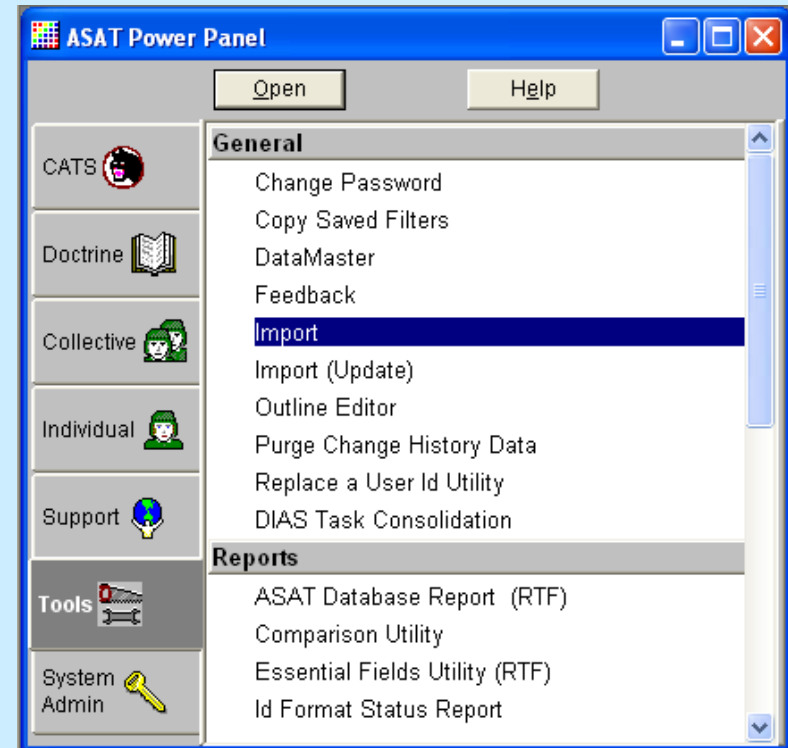 ASAT Power Panel
Open
Help
CATS
Doctrine
Collective
Individual
Support
Tools
System
Admin
General
Change Password
Copy Saved Filters
DataMaster
Feedback
Import
Import (Update)
Outline Editor
Purge Change History Data
Replace a User Id Utility
DIAS Task Consolidation
Reports
ASAT Database Report (RTF)
Comparison Utility
Essential Fields Utility (RTF)
Id Format Status Report